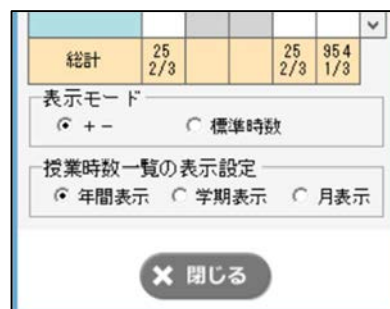 総計 25 2/3 25 2/3 954 1/3
表示モード
+- 標準時数
授業時数一覧の表示設定
年間表示 学期表示 月表示
× 閉じる